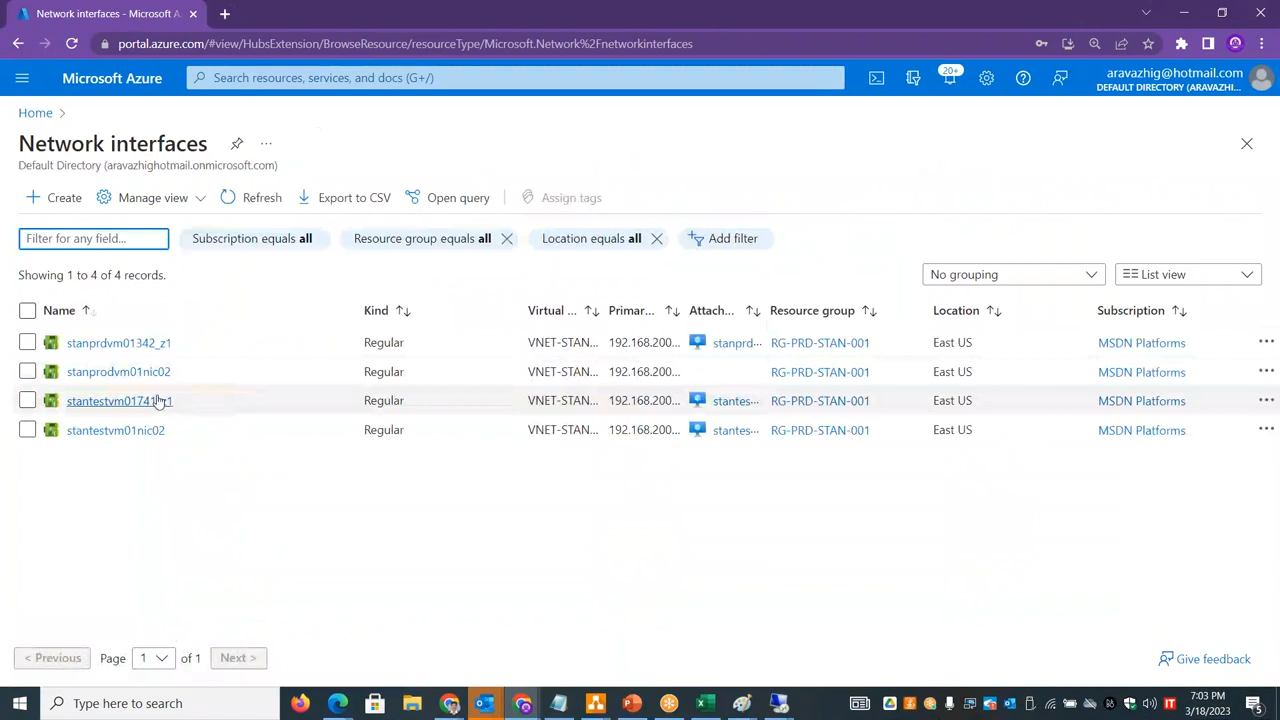 Network interfaces - Microsoft A
portal.azure.com/#view/HubsExtension/BrowseResource/resourceType/Microsoft.Network%2Fnetworkinterfaces
Microsoft Azure
Search resources, services, and docs (G+/)
20+
aravazhig@hotmail.com
DEFAULT DIRECTORY (ARAVAZHI...
Home
Network interfaces
Default Directory (aravazhighotmail.onmicrosoft.com)
Create Manage view Refresh Export to CSV Open query Assign tags
Filter for any field... Subscription equals all Resource group equals all Location equals all Add filter
Showing 1 to 4 of 4 records. No grouping List view
Name Kind Virtual ... Primar... Attach... Resource group Location Subscription
stanprdvm01342_z1 Regular VNET-STAN... 192.168.200... stanprd... RG-PRD-STAN-001 East US MSDN Platforms
stanprodvm01nic02 Regular VNET-STAN... 192.168.200... RG-PRD-STAN-001 East US MSDN Platforms
Regular VNET-STAN... 192.168.200... stantes... RG-PRD-STAN-001 East US MSDN Platforms
stantestvm01nic02 Regular VNET-STAN... 192.168.200... stantes... RG-PRD-STAN-001 East US MSDN Platforms
< Previous Page 1 of 1 Next > Give feedback
Type here to search
7:03 PM
3/18/2023
5